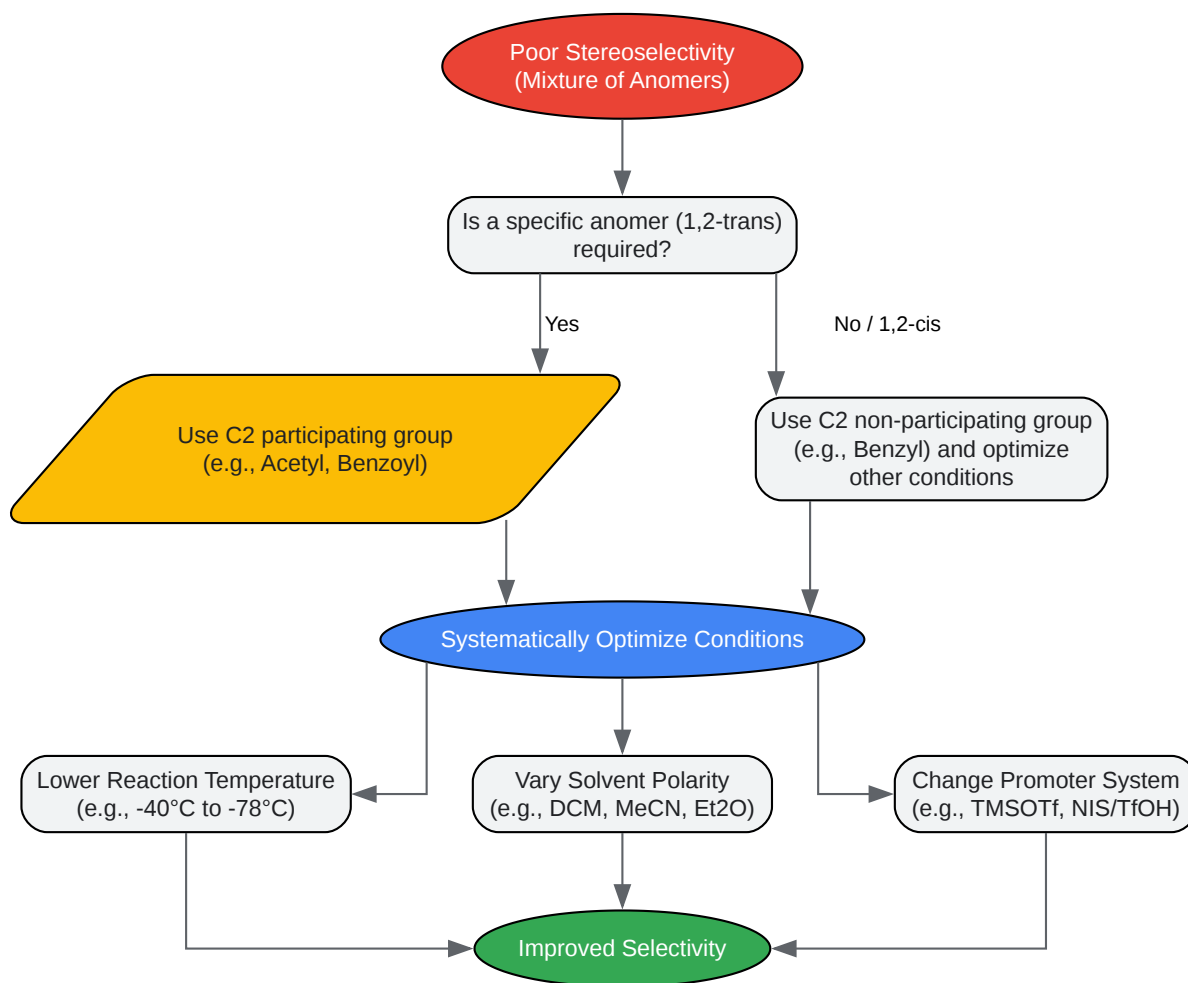 Poor Stereoselectivity
(Mixture of Anomers)
Is a specific anomer (1,2-trans)
required?
Yes
No / 1,2-cis
Use C2 participating group
(e.g., Acetyl, Benzoyl)
Use C2 non-participating group
(e.g., Benzyl) and optimize
other conditions
Systematically Optimize Conditions
Lower Reaction Temperature
(e.g., -40°C to -78°C)
Vary Solvent Polarity
(e.g., DCM, MeCN, Et2O)
Change Promoter System
(e.g., TMSOTf, NIS/TfOH)
Improved Selectivity